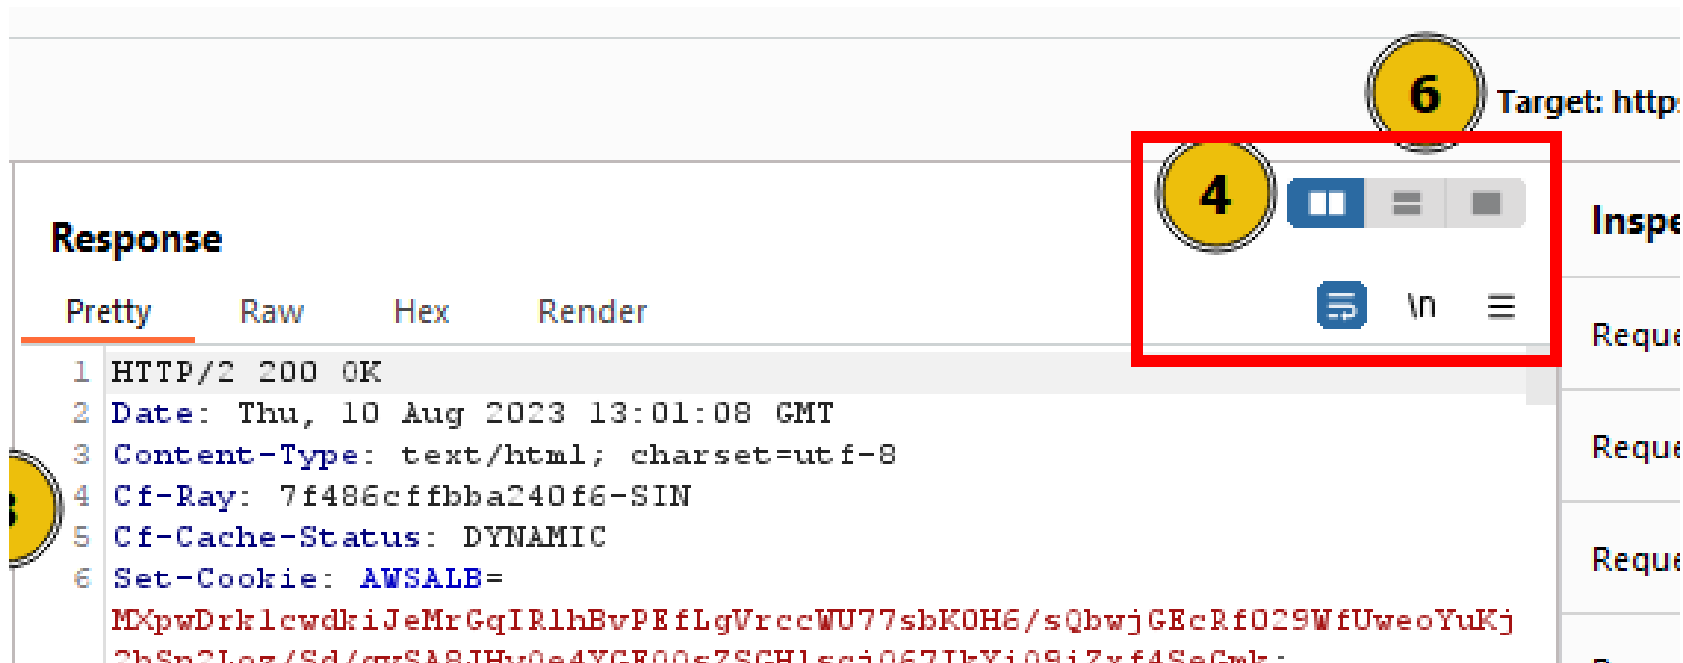 6 Target: http
4
Response
Inspe
Pretty Raw Hex Render
\n
Reque
1 HTTP/2 200 OK
2 Date: Thu, 10 Aug 2023 13:01:08 GMT
3 Content-Type: text/html; charset=utf-8
Reque
4 Cf-Ray: 7f486cffbba240f6-SIN
5 Cf-Cache-Status: DYNAMIC
Reque
6 Set-Cookie: AWSALB=
MXpwDrklcwdkiJeMrGqIRlhBvPEfLgVrccWU77sbKOH6/sQbwjGEcRfO29WfUweoYuKj